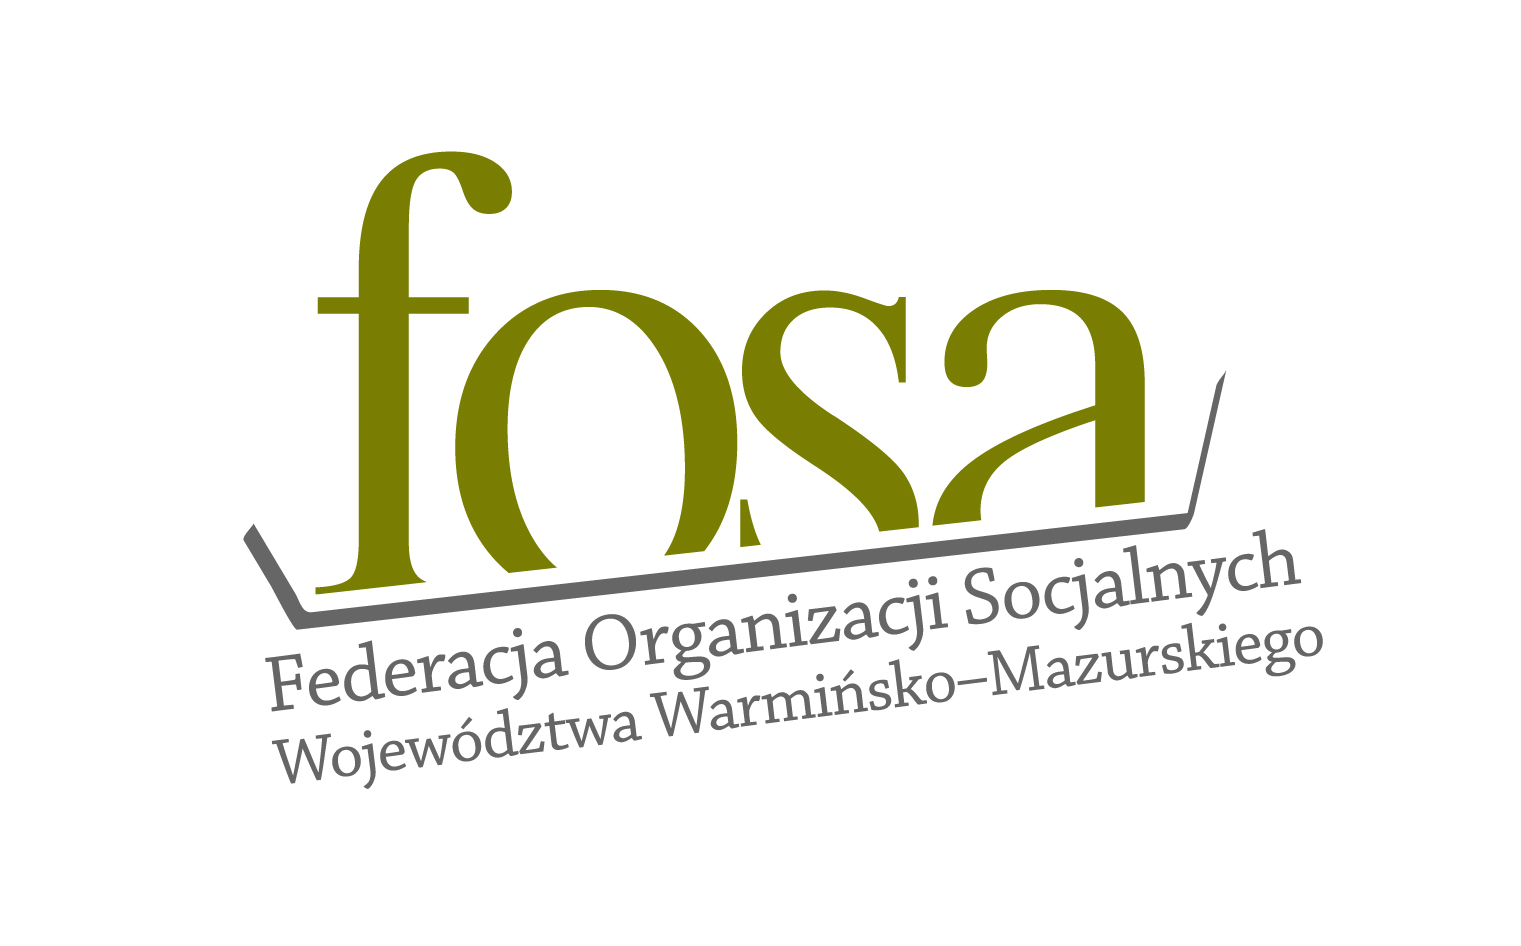 fosa
Federacja Organizacji Socjalnych
Województwa Warmińsko–Mazurskiego